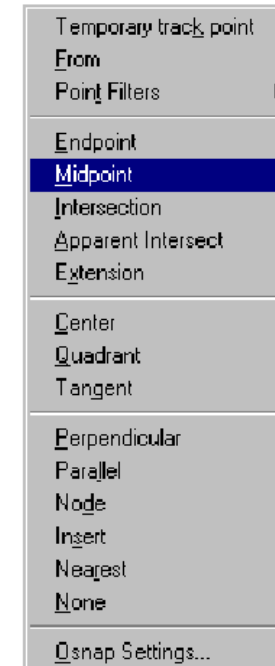 Temporary track point
From
Point Filters
Endpoint
Midpoint
Intersection
Apparent Intersect
Extension
Center
Quadrant
Tangent
Perpendicular
Parallel
Node
Insert
Nearest
None
Osnap Settings...